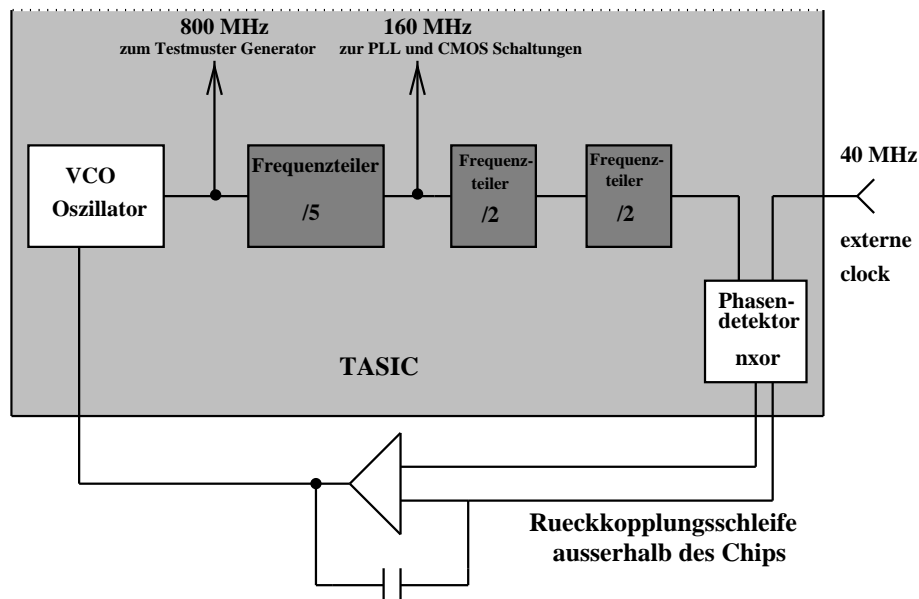 800 MHz
zum Testmuster Generator
160 MHz
zur PLL und CMOS Schaltungen
VCO
Oszillator
Frequenzteiler
/5
Frequenz-
teiler
/2
Frequenz-
teiler
/2
40 MHz
externe
clock
Phasen-
detektor
nxor
TASIC
Rueckkopplungsschleife
ausserhalb des Chips